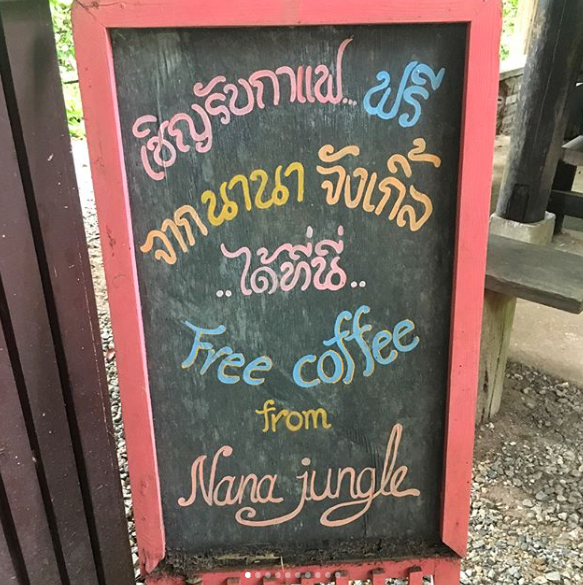 เชิญรับกาแฟ... ฟรี
จากนานา จังเกิ้ล
..ได้ที่นี่..
Free coffee
from
Nana jungle